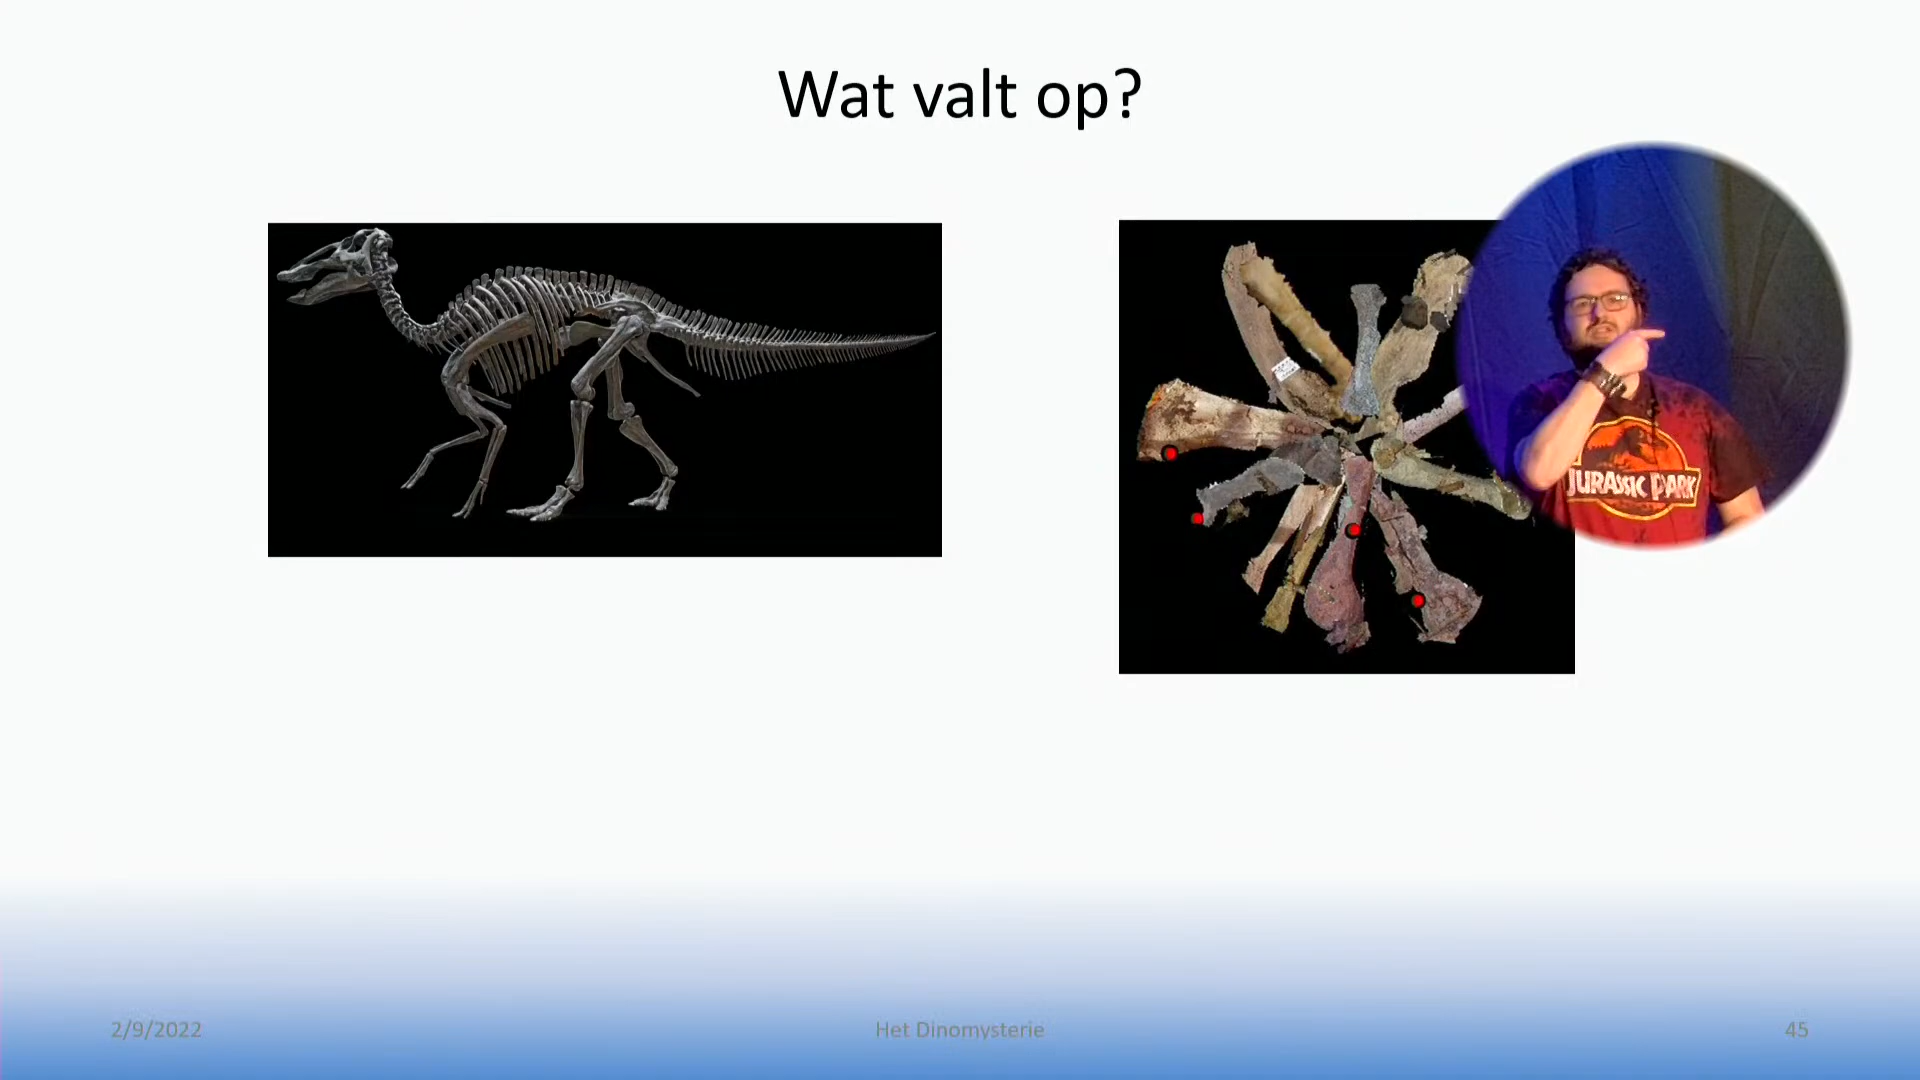 Wat valt op?
JURASSIC PARK
2/9/2022
Het Dinomysterie
45